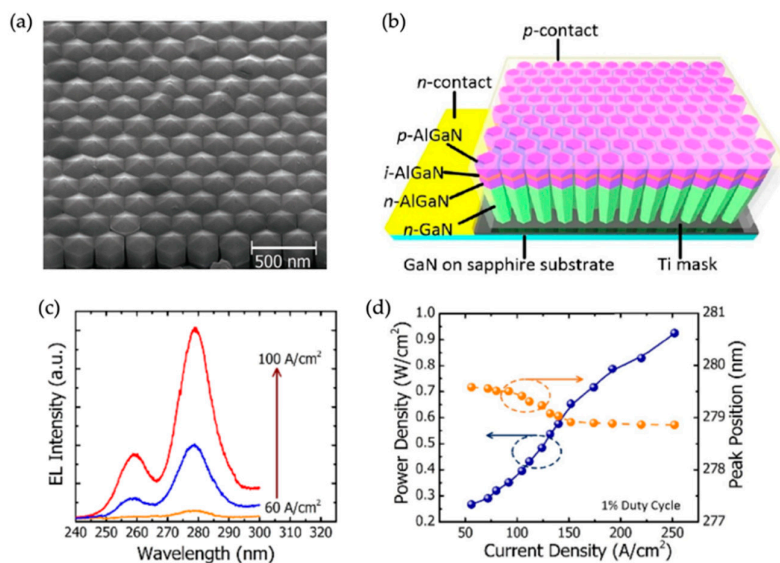 (a)
500 nm
(b)
p-contact
n-contact
p-AlGaN
i-AlGaN
n-AlGaN
n-GaN
GaN on sapphire substrate
Ti mask
(c)
EL Intensity (a.u.)
100 A/cm²
60 A/cm²
240 250 260 270 280 290 300 310 320
Wavelength (nm)
(d)
Power Density (W/cm²)
1.0
0.9
0.8
0.7
0.6
0.5
0.4
0.3
0.2
281
280
279
278
277
Peak Position (nm)
1% Duty Cycle
50 100 150 200 250
Current Density (A/cm²)